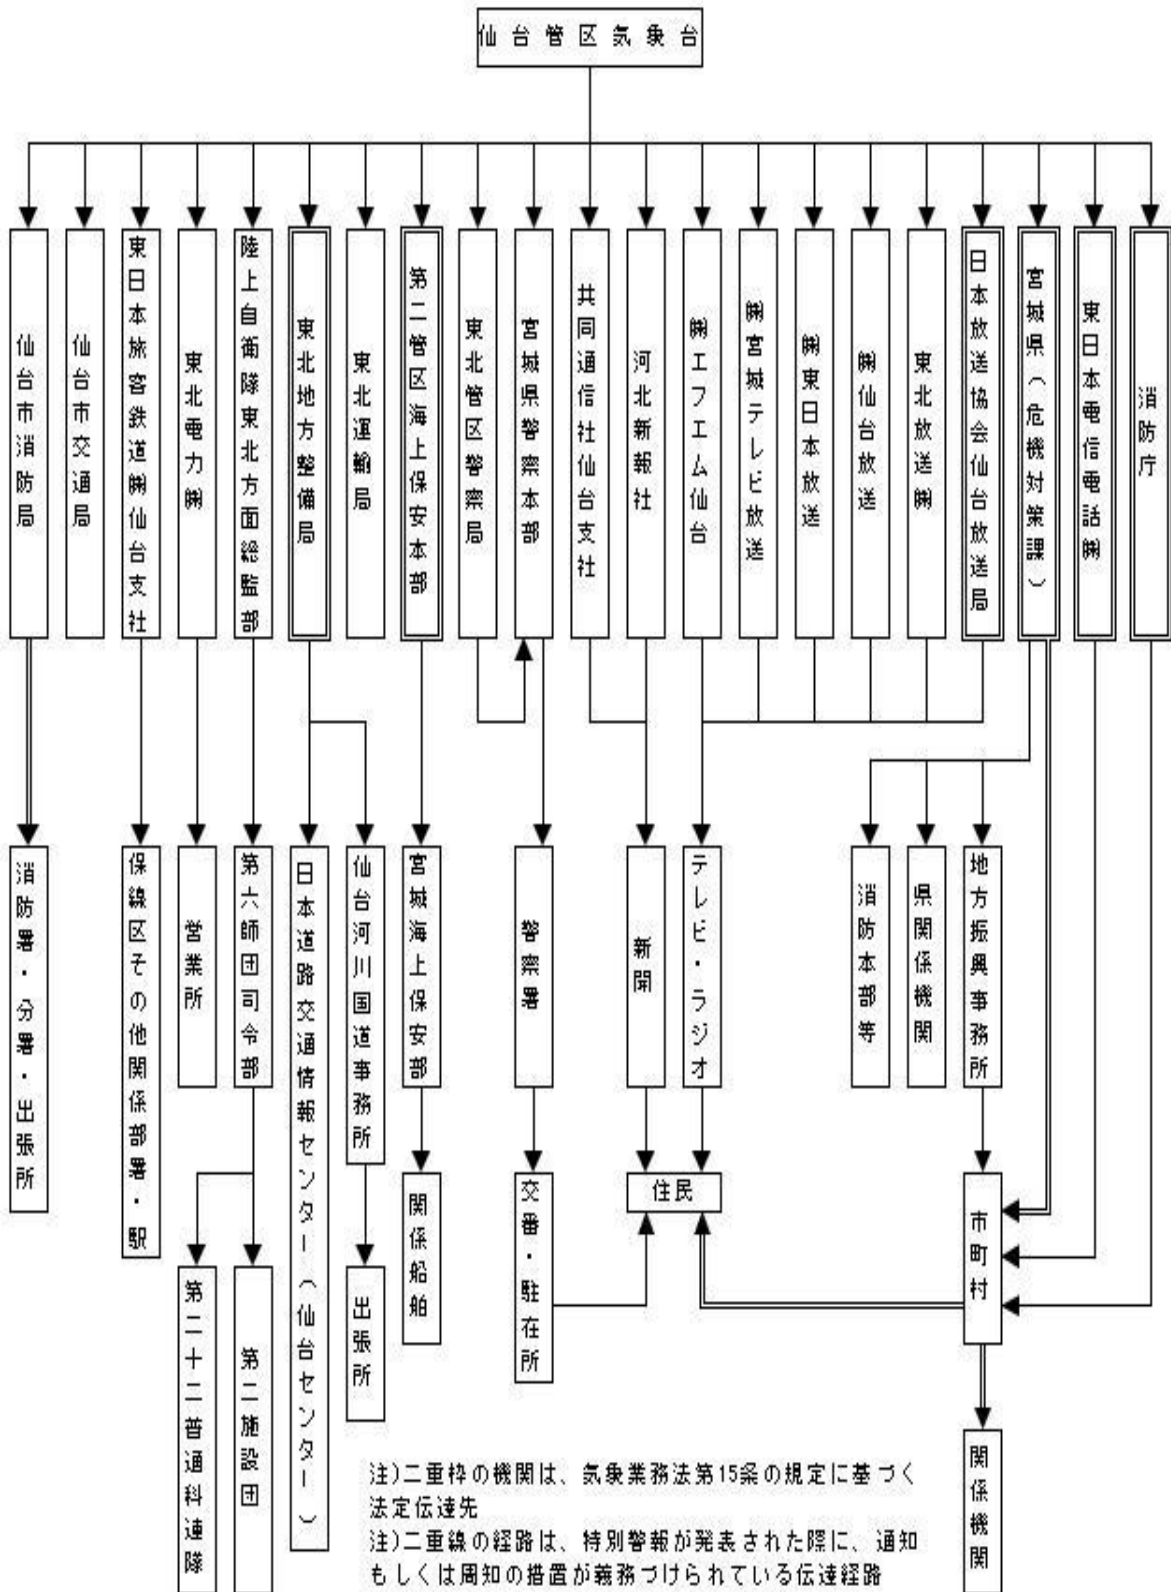 仙台管区気象台
仙台市消防局
仙台市交通局
東日本旅客鉄道㈱仙台支社
東北電力㈱
陸上自衛隊東北方面総監部
東北地方整備局
東北運輸局
第二管区海上保安本部
東北管区警察局
宮城県警察本部
共同通信社仙台支社
河北新報社
㈱エフエム仙台
㈱宮城テレビ放送
㈱東日本放送
㈱仙台放送
東北放送㈱
日本放送協会仙台放送局
宮城県(危機対策課)
東日本電信電話㈱
消防庁
消防署・分署・出張所
保線区その他関係部署・駅
営業所
第六師団司令部
日本道路交通情報センター(仙台センター)
仙台河川国道事務所
宮城海上保安部
警察署
新聞
テレビ・ラジオ
消防本部等
県関係機関
地方振興事務所
第二十二普通科連隊
第二施設団
出張所
関係船舶
交番・駐在所
住民
市町村
関係機関
注)二重枠の機関は、気象業務法第15条の規定に基づく
法定伝達先
注)二重線の経路は、特別警報が発表された際に、通知
もしくは周知の措置が義務づけられている伝達経路